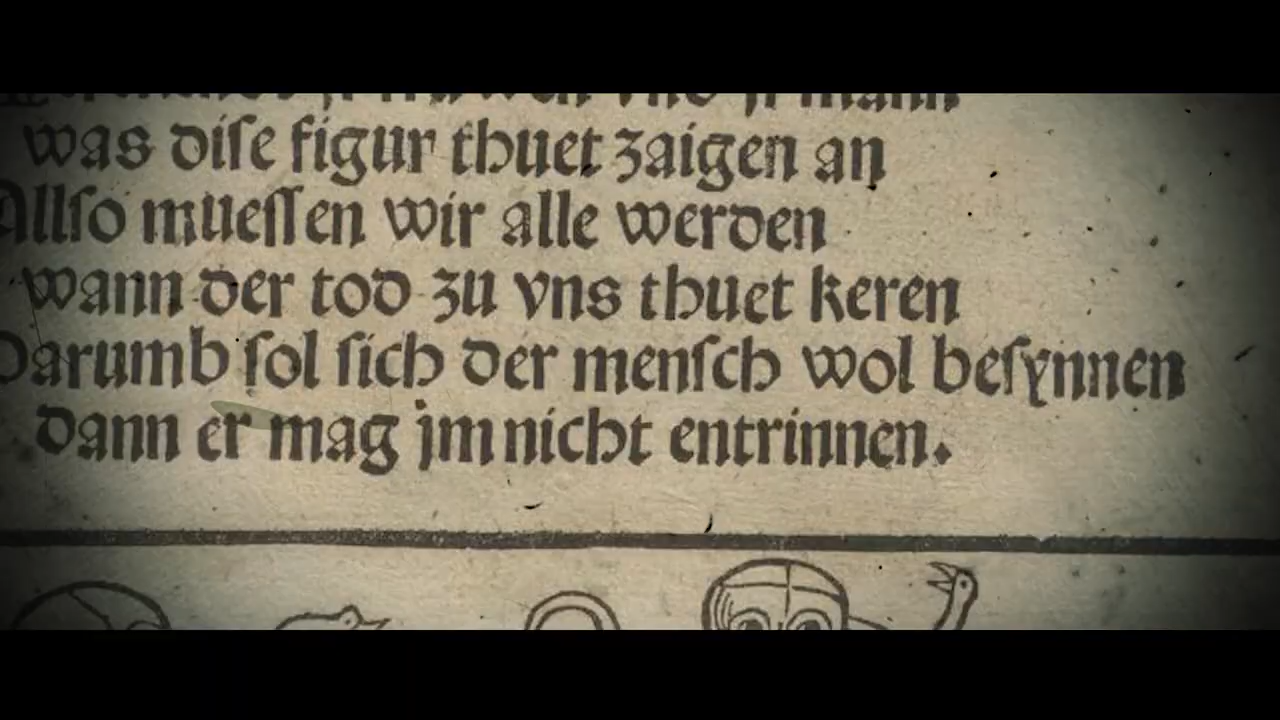 was dise figur thuet zaigen an
Allso muessen wir alle werden
wann der tod zu vns thuet keren
Darumb sol sich der mensch wol besynnen
dann er mag jm nicht entrinnen.